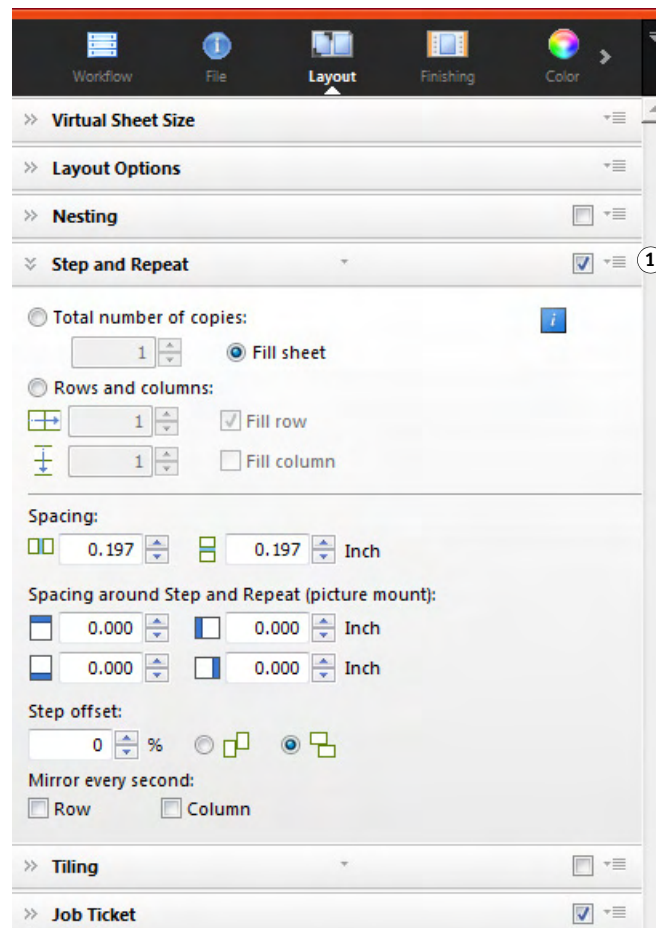 Workflow File Layout Finishing Color
Virtual Sheet Size
Layout Options
Nesting
Step and Repeat
1
Total number of copies:
1 Fill sheet
Rows and columns:
1 Fill row
1 Fill column
Spacing:
0.197 0.197 Inch
Spacing around Step and Repeat (picture mount):
0.000 0.000 Inch
0.000 0.000 Inch
Step offset:
0 %
Mirror every second:
Row Column
Tiling
Job Ticket